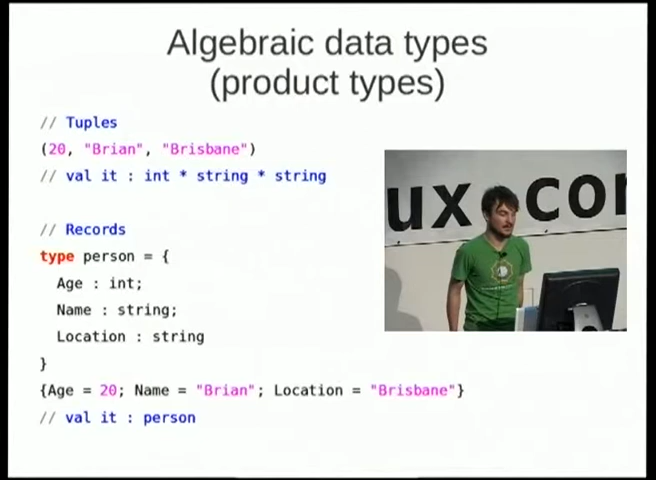 Algebraic data types
(product types)
// Tuples
(20, "Brian", "Brisbane")
// val it : int * string * string
// Records
type person = {
Age : int;
Name : string;
Location : string
}
{Age = 20; Name = "Brian"; Location = "Brisbane"}
// val it : person
ux.con